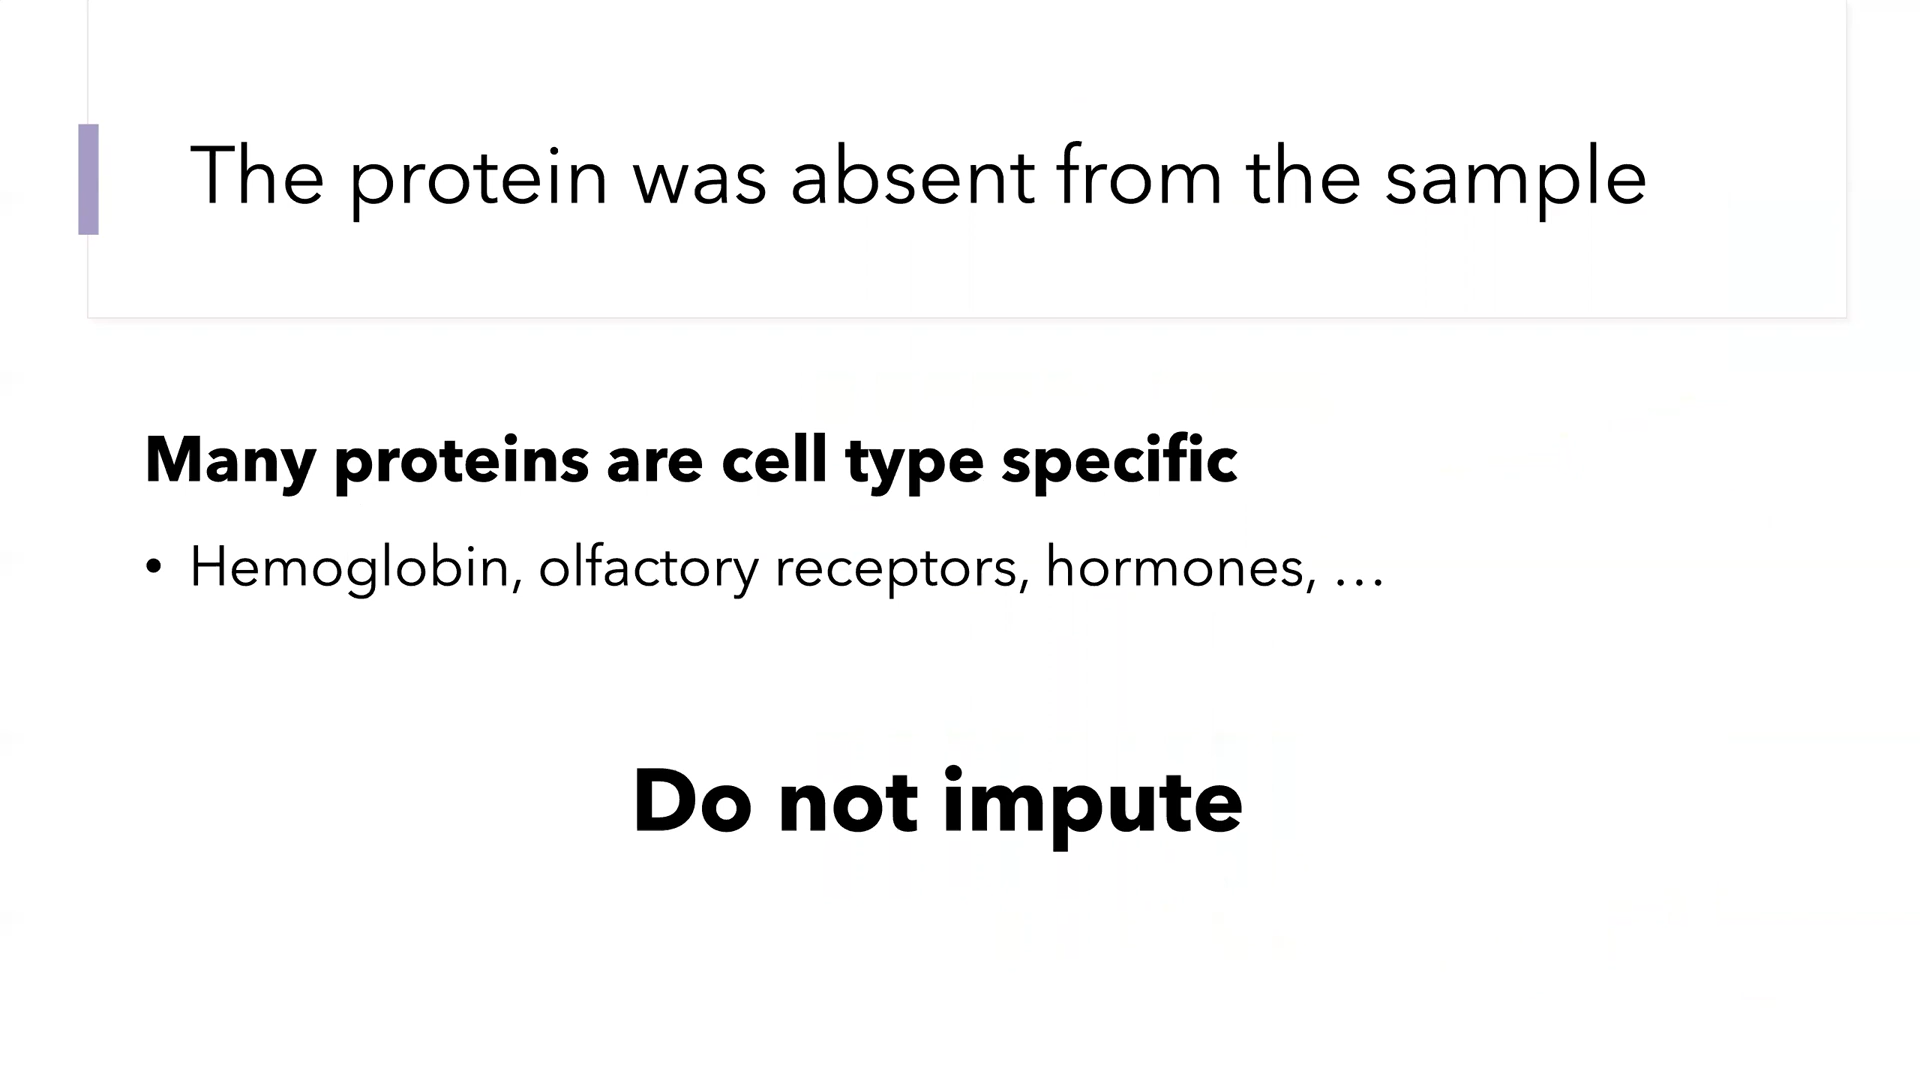 The protein was absent from the sample
Many proteins are cell type specific
• Hemoglobin, olfactory receptors, hormones, …
Do not impute